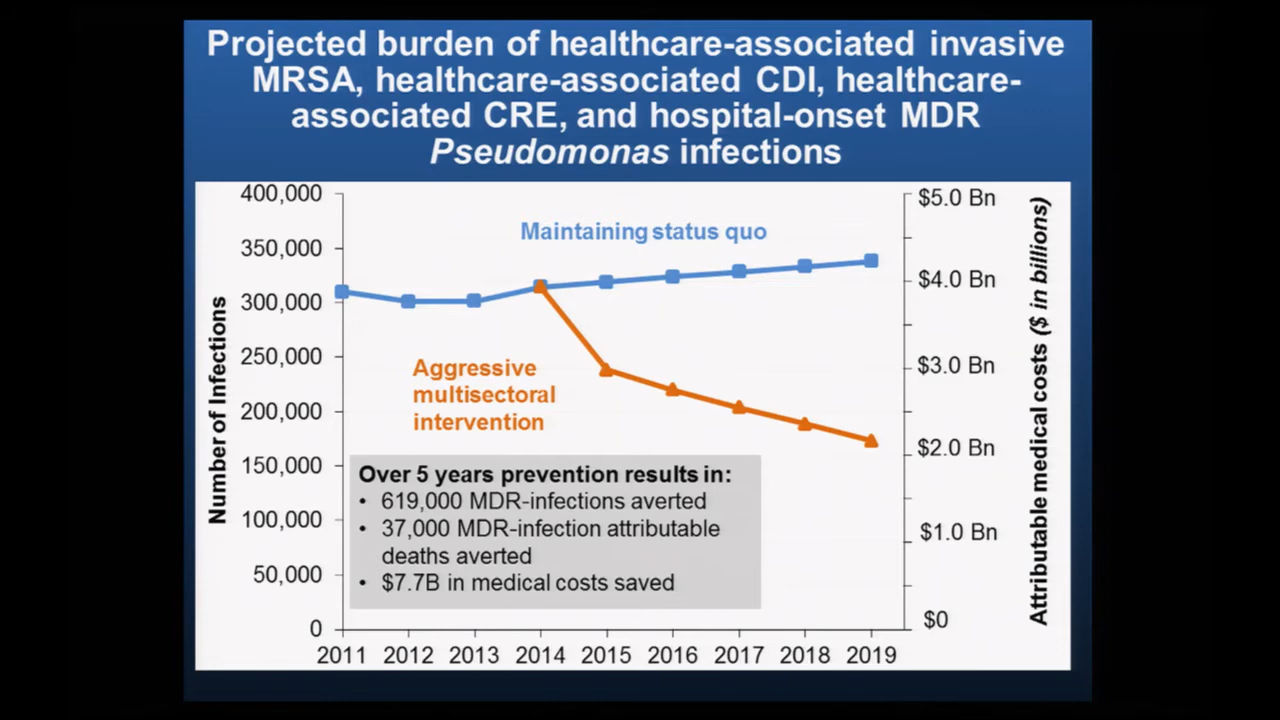 Projected burden of healthcare-associated invasive
MRSA, healthcare-associated CDI, healthcare-
associated CRE, and hospital-onset MDR
Pseudomonas infections
Number of Infections
400,000
350,000
300,000
250,000
200,000
150,000
100,000
50,000
0
Maintaining status quo
Aggressive
multisectoral
intervention
Over 5 years prevention results in:
• 619,000 MDR-infections averted
• 37,000 MDR-infection attributable
deaths averted
• $7.7B in medical costs saved
2011 2012 2013 2014 2015 2016 2017 2018 2019
$5.0 Bn
$4.0 Bn
$3.0 Bn
$2.0 Bn
$1.0 Bn
$0
Attributable medical costs ($ in billions)